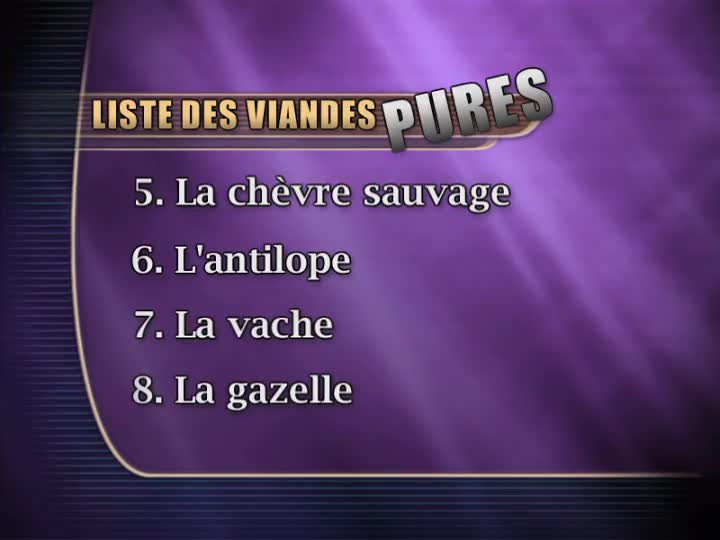 LISTE DES VIANDES PURES
5. La chèvre sauvage
6. L'antilope
7. La vache
8. La gazelle